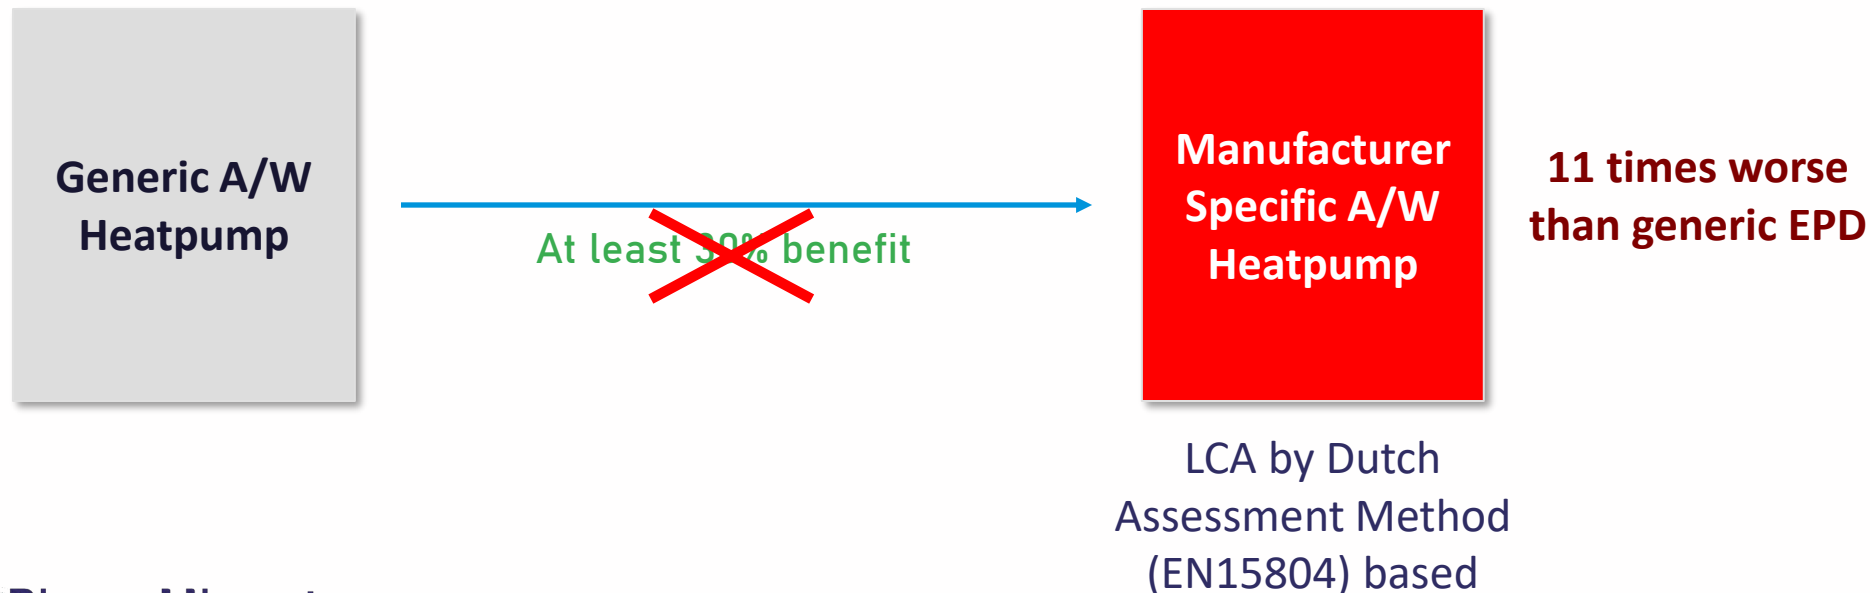 Generic A/W
Heatpump
At least 30% benefit
Manufacturer
Specific A/W
Heatpump
11 times worse
than generic EPD
LCA by Dutch
Assessment Method
(EN15804) based